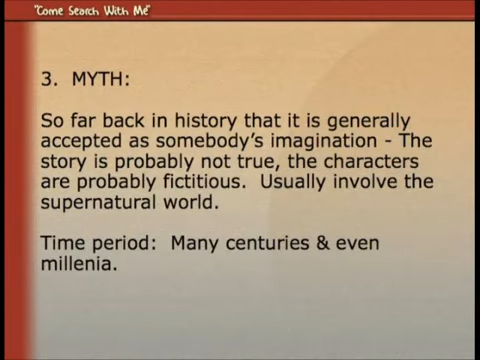 "Come Search With Me"
3. MYTH:
So far back in history that it is generally
accepted as somebody's imagination - The
story is probably not true, the characters
are probably fictitious. Usually involve the
supernatural world.
Time period: Many centuries & even
millenia.